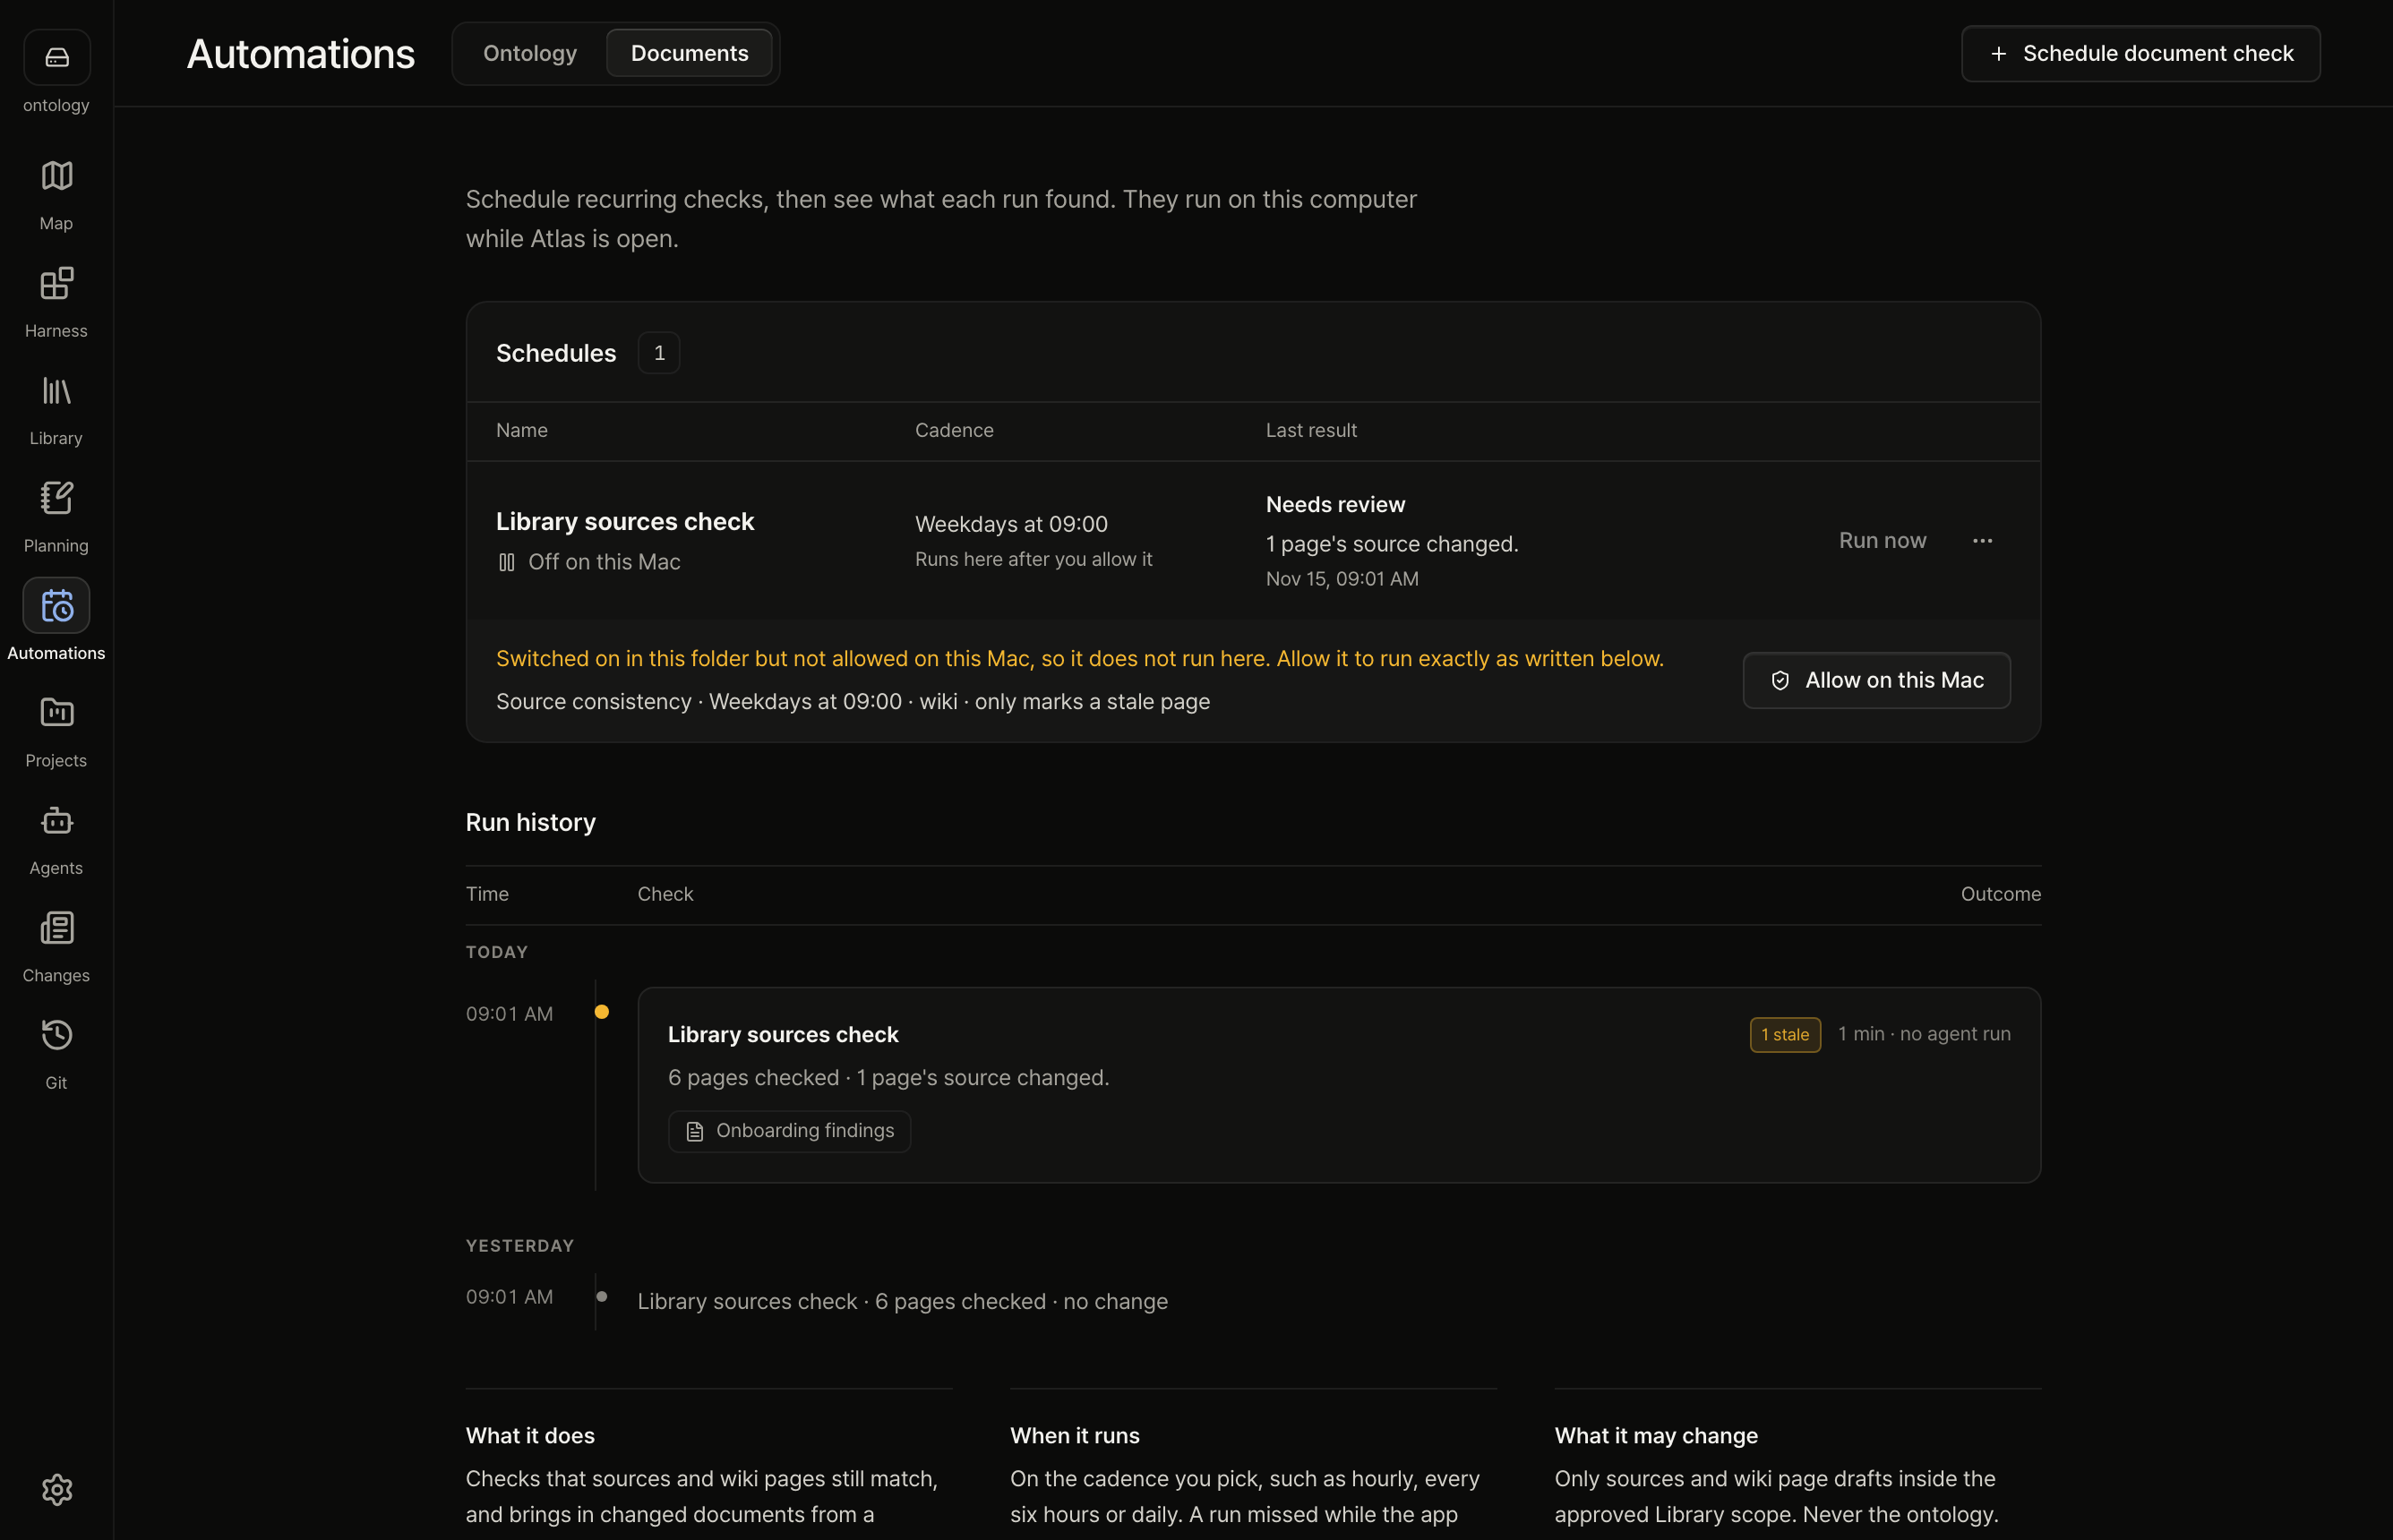 ontology
Map
Harness
Library
Planning
Automations
Projects
Agents
Changes
Git
Automations
Ontology
Documents
Schedule document check
Schedule recurring checks, then see what each run found. They run on this computer
while Atlas is open.
Schedules 1
Name Cadence Last result
Library sources check
Off on this Mac
Weekdays at 09:00
Runs here after you allow it
Needs review
1 page's source changed.
Nov 15, 09:01 AM
Run now
Switched on in this folder but not allowed on this Mac, so it does not run here. Allow it to run exactly as written below.
Source consistency · Weekdays at 09:00 · wiki · only marks a stale page
Allow on this Mac
Run history
Time Check Outcome
TODAY
09:01 AM
Library sources check
1 stale 1 min · no agent run
6 pages checked · 1 page's source changed.
Onboarding findings
YESTERDAY
09:01 AM
Library sources check · 6 pages checked · no change
What it does
Checks that sources and wiki pages still match,
and brings in changed documents from a
When it runs
On the cadence you pick, such as hourly, every
six hours or daily. A run missed while the app
What it may change
Only sources and wiki page drafts inside the
approved Library scope. Never the ontology.